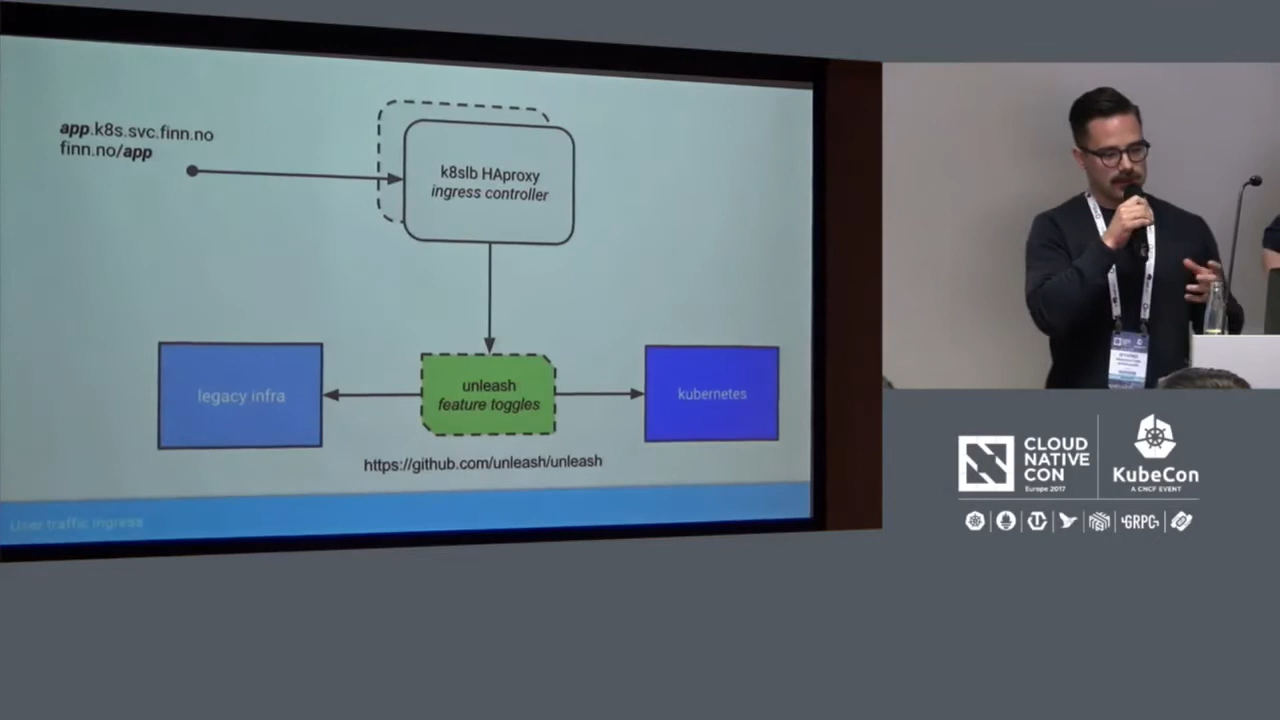 app.k8s.svc.finn.no
finn.no/app
k8slb HAproxy
ingress controller
legacy infra
unleash
feature toggles
kubernetes
https://github.com/unleash/unleash
User traffic ingress
CLOUD
NATIVE
CON
Europe 2017
KubeCon
A CNCF EVENT
GRPC